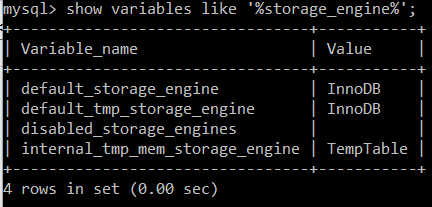 mysql> show variables like '%storage_engine%';
+---------------------------------+-----------+
| Variable_name                   | Value     |
+---------------------------------+-----------+
| default_storage_engine          | InnoDB    |
| default_tmp_storage_engine      | InnoDB    |
| disabled_storage_engines        |           |
| internal_tmp_mem_storage_engine | TempTable |
+---------------------------------+-----------+
4 rows in set (0.00 sec)